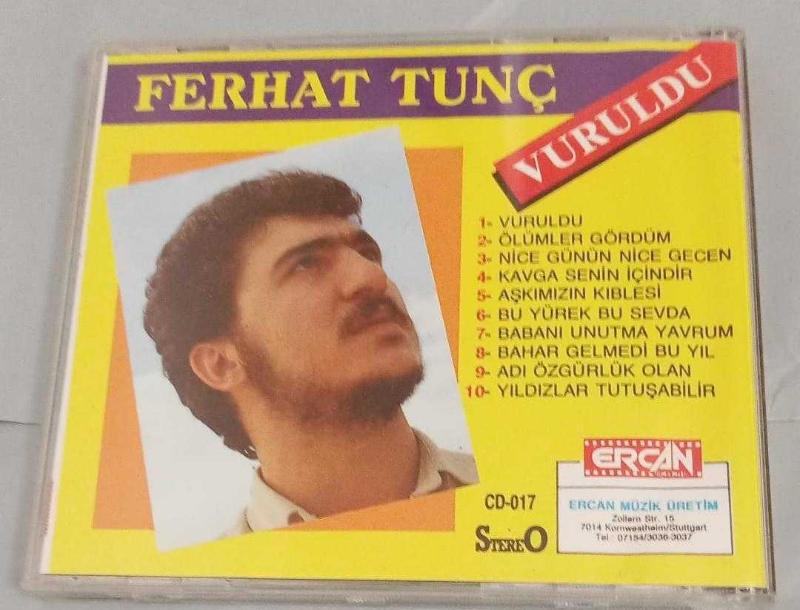 FERHAT TUNÇ
VURULDU
1- VURULDU
2- ÖLÜMLER GÖRDÜM
3- NİCE GÜNÜN NİCE GECEN
4- KAVGA SENİN İÇİNDİR
5- AŞKIMIZIN KIBLESİ
6- BU YÜREK BU SEVDA
7- BABANI UNUTMA YAVRUM
8- BAHAR GELMEDİ BU YIL
9- ADI ÖZGÜRLÜK OLAN
10- YILDIZLAR TUTUŞABİLİR
ERCAN
CD-017
STEREO
ERCAN MÜZİK ÜRETİM
Zollern Str. 15
7014 Kornwestheim/Stuttgart
Tel.: 07154/3036-3037